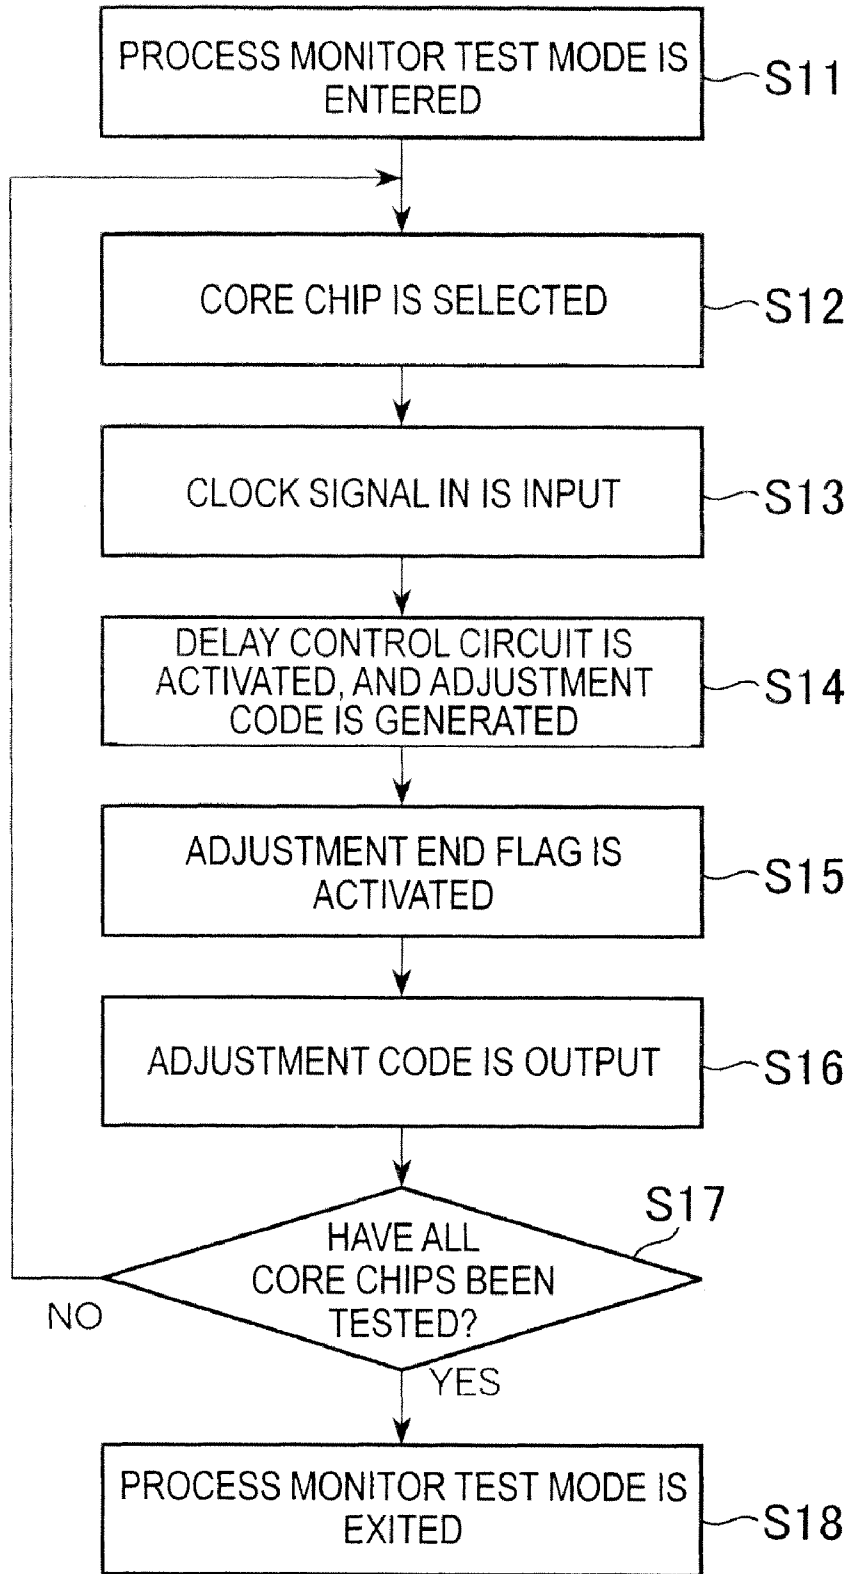 PROCESS MONITOR TEST MODE IS
ENTERED
S11
CORE CHIP IS SELECTED
S12
CLOCK SIGNAL IN IS INPUT
S13
DELAY CONTROL CIRCUIT IS
ACTIVATED, AND ADJUSTMENT
CODE IS GENERATED
S14
ADJUSTMENT END FLAG IS
ACTIVATED
S15
ADJUSTMENT CODE IS OUTPUT
S16
S17
HAVE ALL
CORE CHIPS BEEN
TESTED?
NO
YES
PROCESS MONITOR TEST MODE IS
EXITED
S18